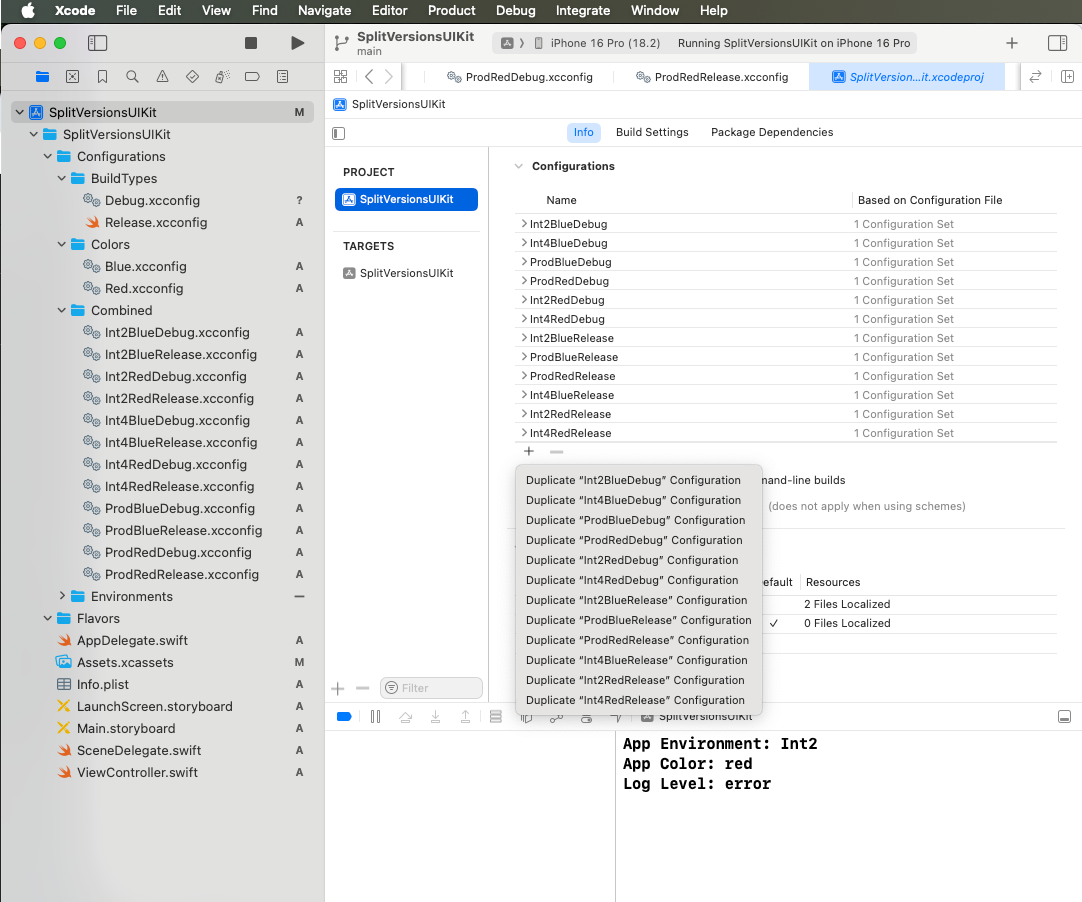 Xcode File Edit View Find Navigate Editor Product Debug Integrate Window Help
SplitVersionsUIKit
main
iPhone 16 Pro (18.2) Running SplitVersionsUIKit on iPhone 16 Pro
ProdRedDebug.xcconfig ProdRedRelease.xcconfig SplitVersion...it.xcodeproj
SplitVersionsUIKit
SplitVersionsUIKit M
SplitVersionsUIKit
Configurations
BuildTypes
Debug.xcconfig ?
Release.xcconfig A
Colors
Blue.xcconfig A
Red.xcconfig A
Combined
Int2BlueDebug.xcconfig A
Int2BlueRelease.xcconfig A
Int2RedDebug.xcconfig A
Int2RedRelease.xcconfig A
Int4BlueDebug.xcconfig A
Int4BlueRelease.xcconfig A
Int4RedDebug.xcconfig A
Int4RedRelease.xcconfig A
ProdBlueDebug.xcconfig A
ProdBlueRelease.xcconfig A
ProdRedDebug.xcconfig A
ProdRedRelease.xcconfig A
Environments
Flavors
AppDelegate.swift A
Assets.xcassets M
Info.plist A
LaunchScreen.storyboard A
Main.storyboard A
SceneDelegate.swift A
ViewController.swift A
Info Build Settings Package Dependencies
PROJECT
SplitVersionsUIKit
TARGETS
SplitVersionsUIKit
Filter
Configurations
Name Based on Configuration File
Int2BlueDebug 1 Configuration Set
Int4BlueDebug 1 Configuration Set
ProdBlueDebug 1 Configuration Set
ProdRedDebug 1 Configuration Set
Int2RedDebug 1 Configuration Set
Int4RedDebug 1 Configuration Set
Int2BlueRelease 1 Configuration Set
ProdBlueRelease 1 Configuration Set
ProdRedRelease 1 Configuration Set
Int4BlueRelease 1 Configuration Set
Int2RedRelease 1 Configuration Set
Int4RedRelease 1 Configuration Set
Duplicate “Int2BlueDebug” Configuration
Duplicate “Int4BlueDebug” Configuration
Duplicate “ProdBlueDebug” Configuration
Duplicate “ProdRedDebug” Configuration
Duplicate “Int2RedDebug” Configuration
Duplicate “Int4RedDebug” Configuration
Duplicate “Int2BlueRelease” Configuration
Duplicate “ProdBlueRelease” Configuration
Duplicate “ProdRedRelease” Configuration
Duplicate “Int4BlueRelease” Configuration
Duplicate “Int2RedRelease” Configuration
Duplicate “Int4RedRelease” Configuration
mand-line builds
(does not apply when using schemes)
efault Resources
2 Files Localized
0 Files Localized
SplitVersionsUIKit
App Environment: Int2
App Color: red
Log Level: error